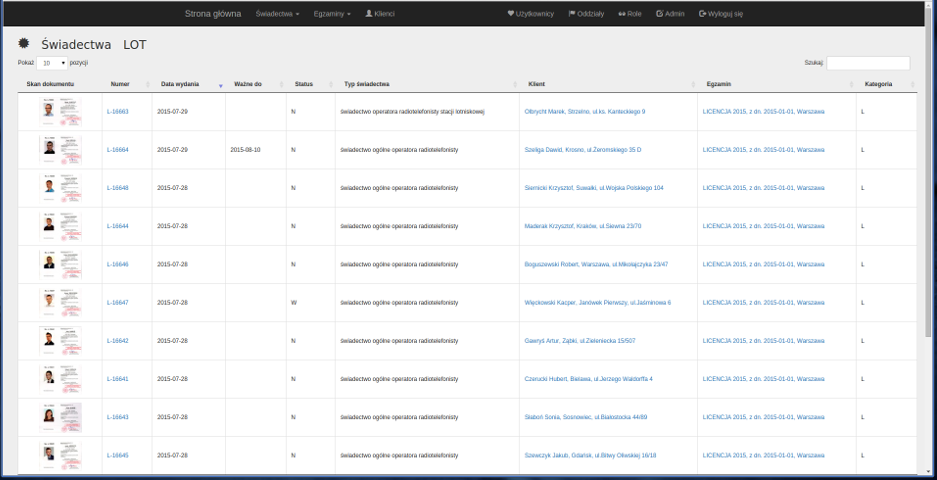 Strona główna Świadectwa Egzaminy Klienci Użytkownicy Oddziały Role Admin Wyloguj się
Świadectwa LOT
Pokaż 10 pozycji Szukaj:
Skan dokumentu Numer Data wydania Ważne do Status Typ świadectwa Klient Egzamin Kategoria
L-16663 2015-07-29 N świadectwo operatora radiotelefonisty stacji lotniskowej Olbrycht Marek, Strzelno, ul.ks. Kanteckiego 9 LICENCJA 2015, z dn. 2015-01-01, Warszawa L
L-16664 2015-07-29 2015-08-10 N świadectwo ogólne operatora radiotelefonisty Szeliga Dawid, Krosno, ul.Żeromskiego 35 D LICENCJA 2015, z dn. 2015-01-01, Warszawa L
L-16648 2015-07-28 N świadectwo ogólne operatora radiotelefonisty Siernicki Krzysztof, Suwałki, ul.Wojska Polskiego 104 LICENCJA 2015, z dn. 2015-01-01, Warszawa L
L-16644 2015-07-28 N świadectwo ogólne operatora radiotelefonisty Maderak Krzysztof, Kraków, ul.Siewna 23/70 LICENCJA 2015, z dn. 2015-01-01, Warszawa L
L-16646 2015-07-28 N świadectwo ogólne operatora radiotelefonisty Boguszewski Robert, Warszawa, ul.Mikołajczyka 23/47 LICENCJA 2015, z dn. 2015-01-01, Warszawa L
L-16647 2015-07-28 W świadectwo ogólne operatora radiotelefonisty Więckowski Kacper, Janówek Pierwszy, ul.Jaśminowa 6 LICENCJA 2015, z dn. 2015-01-01, Warszawa L
L-16642 2015-07-28 N świadectwo ogólne operatora radiotelefonisty Gawryś Artur, Ząbki, ul.Zieleniecka 15/507 LICENCJA 2015, z dn. 2015-01-01, Warszawa L
L-16641 2015-07-28 N świadectwo ogólne operatora radiotelefonisty Czerucki Hubert, Bielawa, ul.Jerzego Waldorffa 4 LICENCJA 2015, z dn. 2015-01-01, Warszawa L
L-16643 2015-07-28 N świadectwo ogólne operatora radiotelefonisty Słaboń Sonia, Sosnowiec, ul.Białostocka 44/89 LICENCJA 2015, z dn. 2015-01-01, Warszawa L
L-16645 2015-07-28 N świadectwo ogólne operatora radiotelefonisty Szewczyk Jakub, Gdańsk, ul.Bitwy Oliwskiej 16/18 LICENCJA 2015, z dn. 2015-01-01, Warszawa L